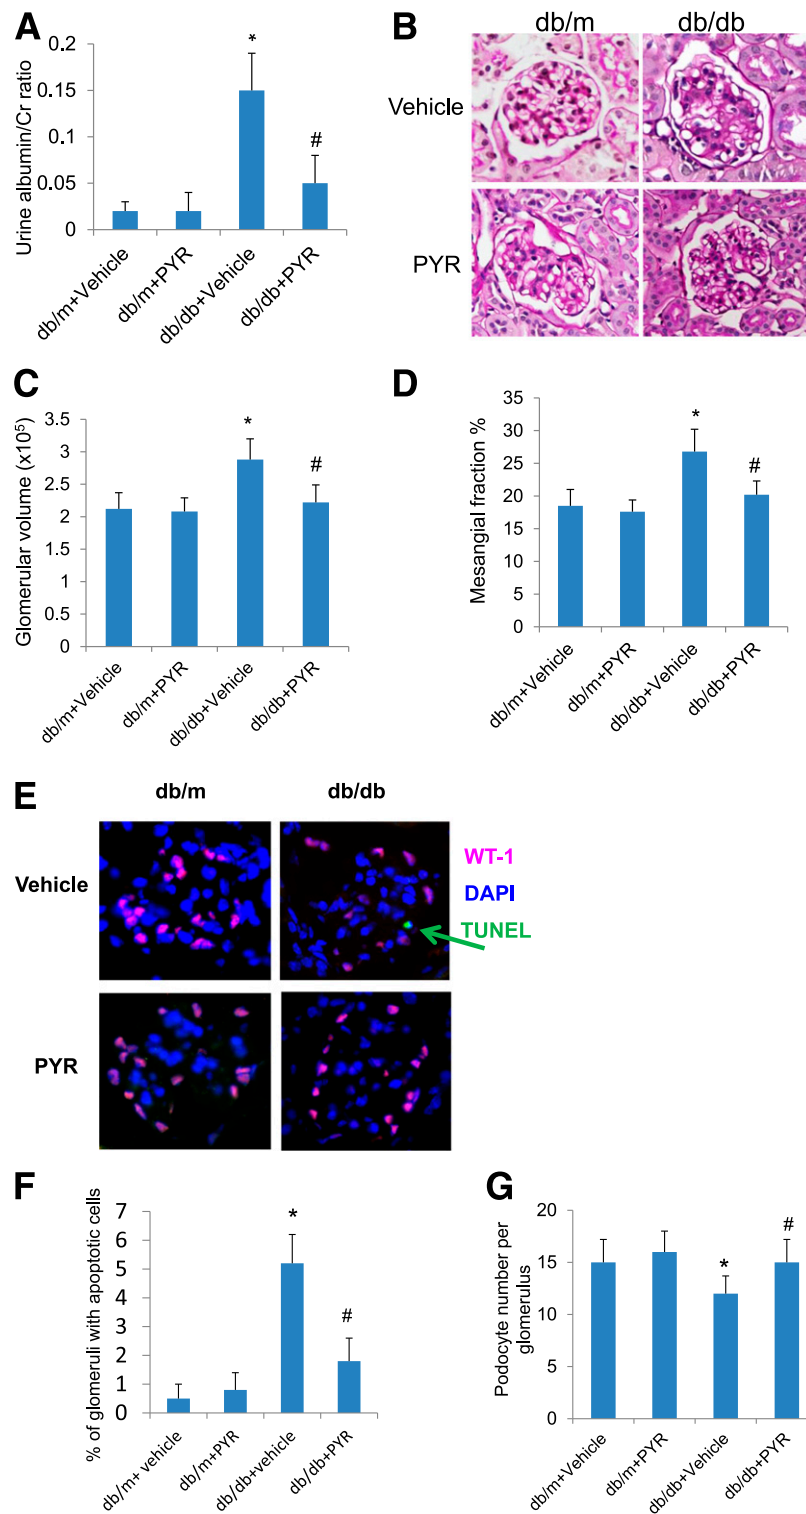 A
Urine albumin/Cr ratio
0.2
0.15
0.1
0.05
0
*
#
db/m+Vehicle
db/m+PYR
db/db+Vehicle
db/db+PYR
B
db/m
db/db
Vehicle
PYR
C
Glomerular volume (x10⁵)
3.5
3
2.5
2
1.5
1
0.5
0
*
#
db/m+Vehicle
db/m+PYR
db/db+Vehicle
db/db+PYR
D
Mesangial fraction %
35
30
25
20
15
10
5
0
*
#
db/m+Vehicle
db/m+PYR
db/db+Vehicle
db/db+PYR
E
db/m
db/db
Vehicle
PYR
WT-1
DAPI
TUNEL
F
% of glomeruli with apoptotic cells
7
6
5
4
3
2
1
0
*
#
db/m+ vehicle
db/m+PYR
db/db+vehicle
db/db+PYR
G
Podocyte number per
glomerulus
20
15
10
5
0
*
#
db/m+Vehicle
db/m+PYR
db/db+Vehicle
db/db+PYR